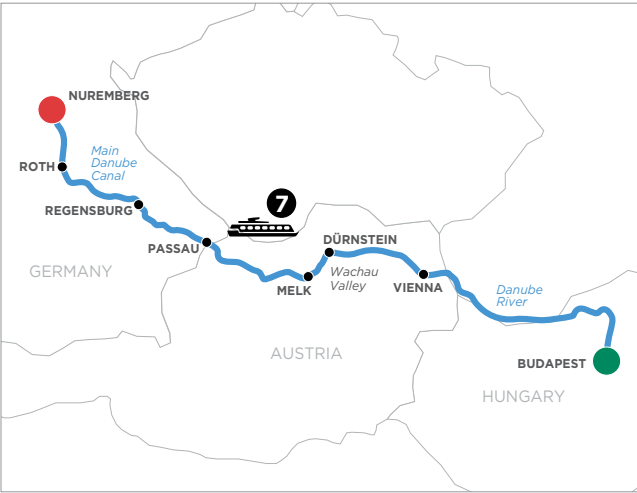 NUREMBERG
Main
Danube
Canal
ROTH
REGENSBURG
7
PASSAU
DÜRNSTEIN
GERMANY
MELK
Wachau
Valley
VIENNA
Danube
River
AUSTRIA
BUDAPEST
HUNGARY